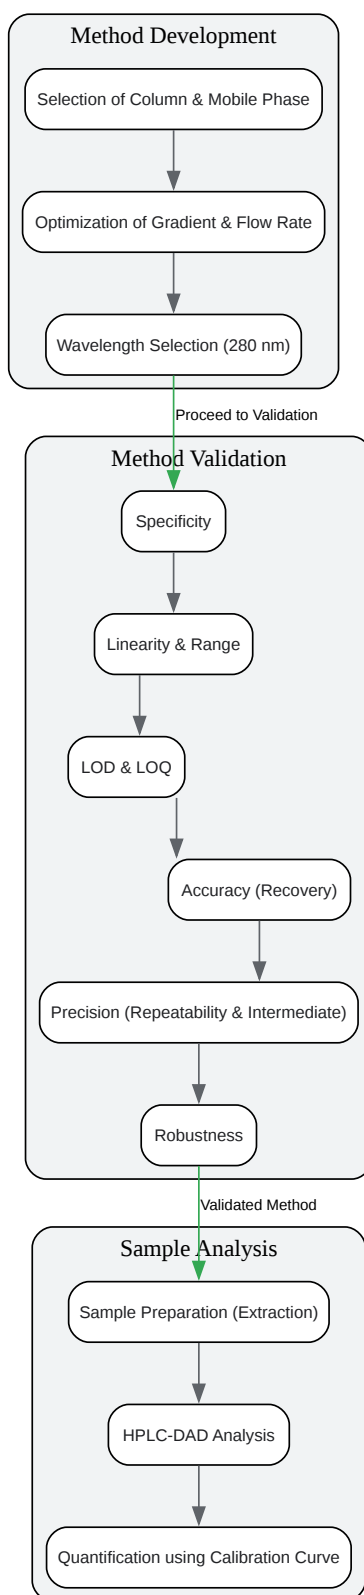 Method Development
Selection of Column & Mobile Phase
Optimization of Gradient & Flow Rate
Wavelength Selection (280 nm)
Proceed to Validation
Method Validation
Specificity
Linearity & Range
LOD & LOQ
Accuracy (Recovery)
Precision (Repeatability & Intermediate)
Robustness
Validated Method
Sample Analysis
Sample Preparation (Extraction)
HPLC-DAD Analysis
Quantification using Calibration Curve